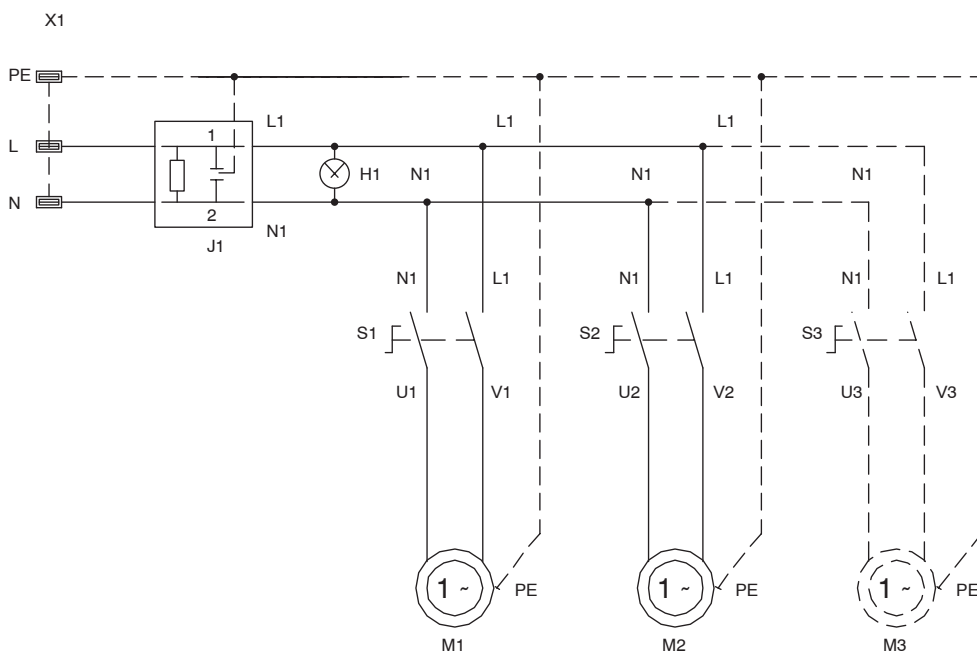 X1
PE
L1 L1 L1
L 1
H1 N1 N1 N1
N
2 N1
J1
N1 L1 N1 L1 N1 L1
S1 S2 S3
U1 V1 U2 V2 U3 V3
1 ~ PE 1 ~ PE 1 ~ PE
M1 M2 M3